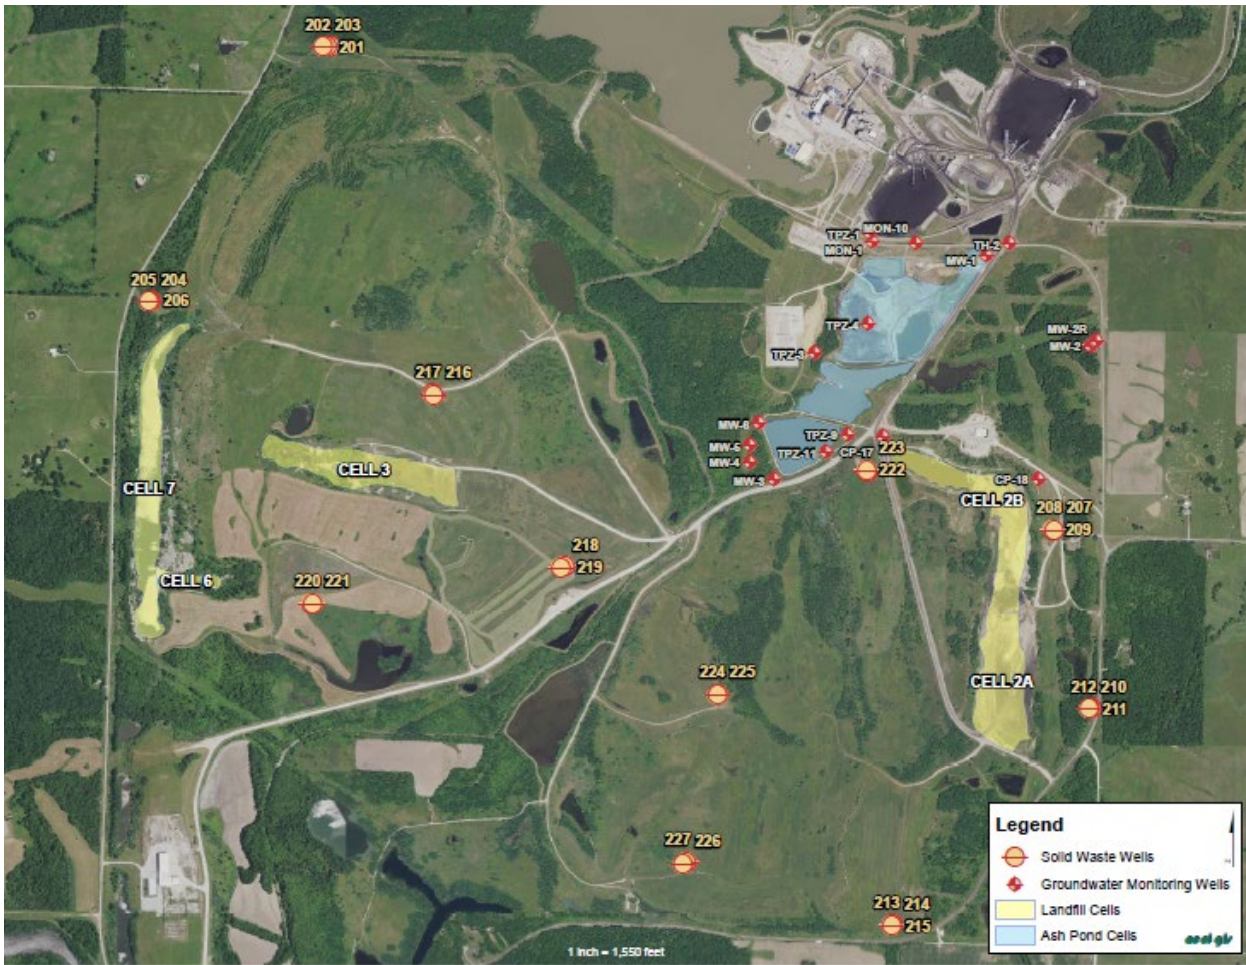 202 203
201
TPZ-1
MON-10
MON-1
TH-2
MW-1
205 204
206
TPZ-4
MW-2R
MW-2
TPZ-3
217 216
MW-6
TPZ-9
MW-5
TPZ-11
CP-17
223
MW-4
222
CELL 3
MW-3
CP-18
CELL 7
CELL 2B
208 207
209
218
219
CELL 6
220 221
224 225
CELL 2A
212 210
211
227 226
213 214
215
1 inch = 1,550 feet
Legend
Solid Waste Wells
Groundwater Monitoring Wells
Landfill Cells
Ash Pond Cells